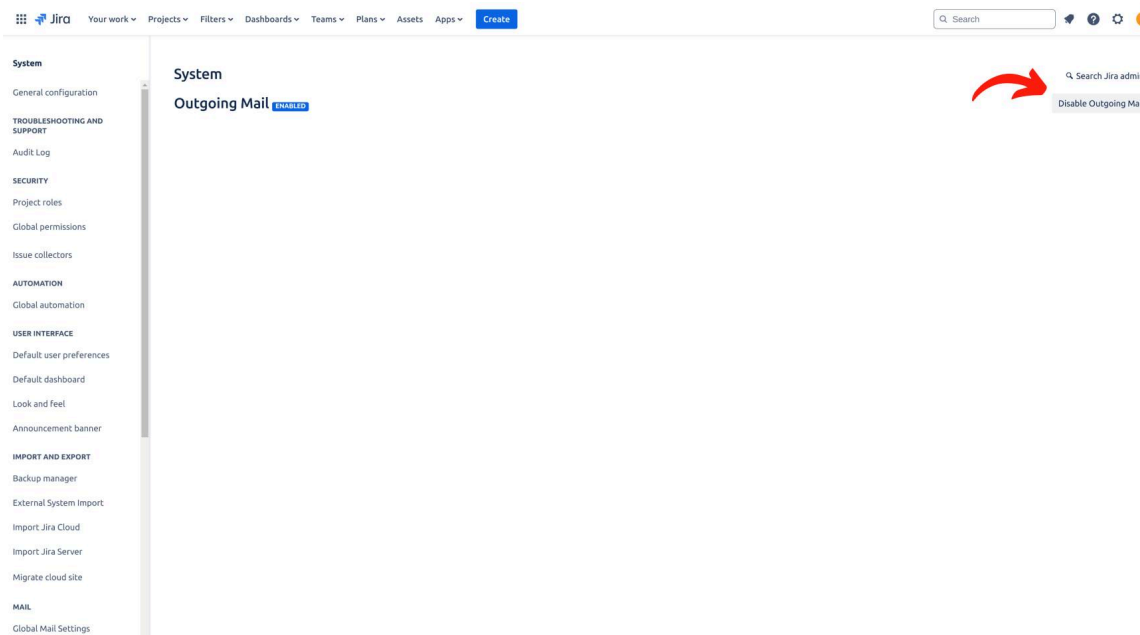 Jira Your work Projects Filters Dashboards Teams Plans Assets Apps Create Search
System
General configuration
TROUBLESHOOTING AND
SUPPORT
Audit Log
SECURITY
Project roles
Global permissions
Issue collectors
AUTOMATION
Global automation
USER INTERFACE
Default user preferences
Default dashboard
Look and feel
Announcement banner
IMPORT AND EXPORT
Backup manager
External System Import
Import Jira Cloud
Import Jira Server
Migrate cloud site
MAIL
Global Mail Settings
System
Search Jira admi
Outgoing Mail ENABLED
Disable Outgoing Ma